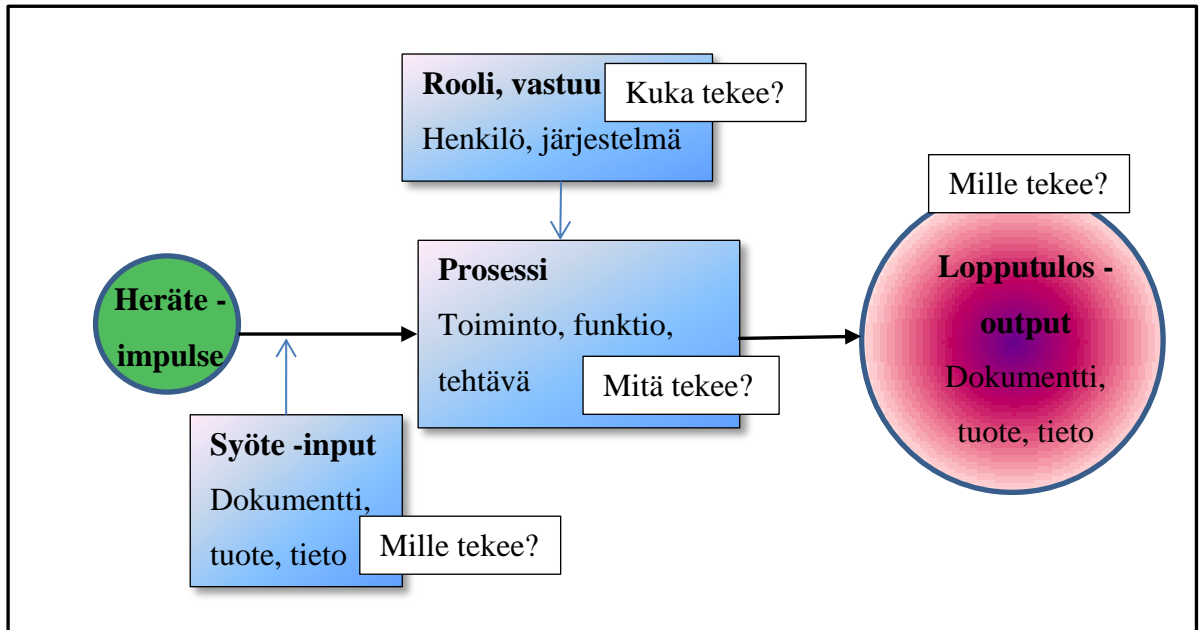 Rooli, vastuu
Kuka tekee?
Henkilö, järjestelmä
Mille tekee?
Heräte -
impulse
Prosessi
Toiminto, funktio,
tehtävä
Mitä tekee?
Lopputulos -
output
Dokumentti,
tuote, tieto
Syöte -input
Dokumentti,
tuote, tieto
Mille tekee?